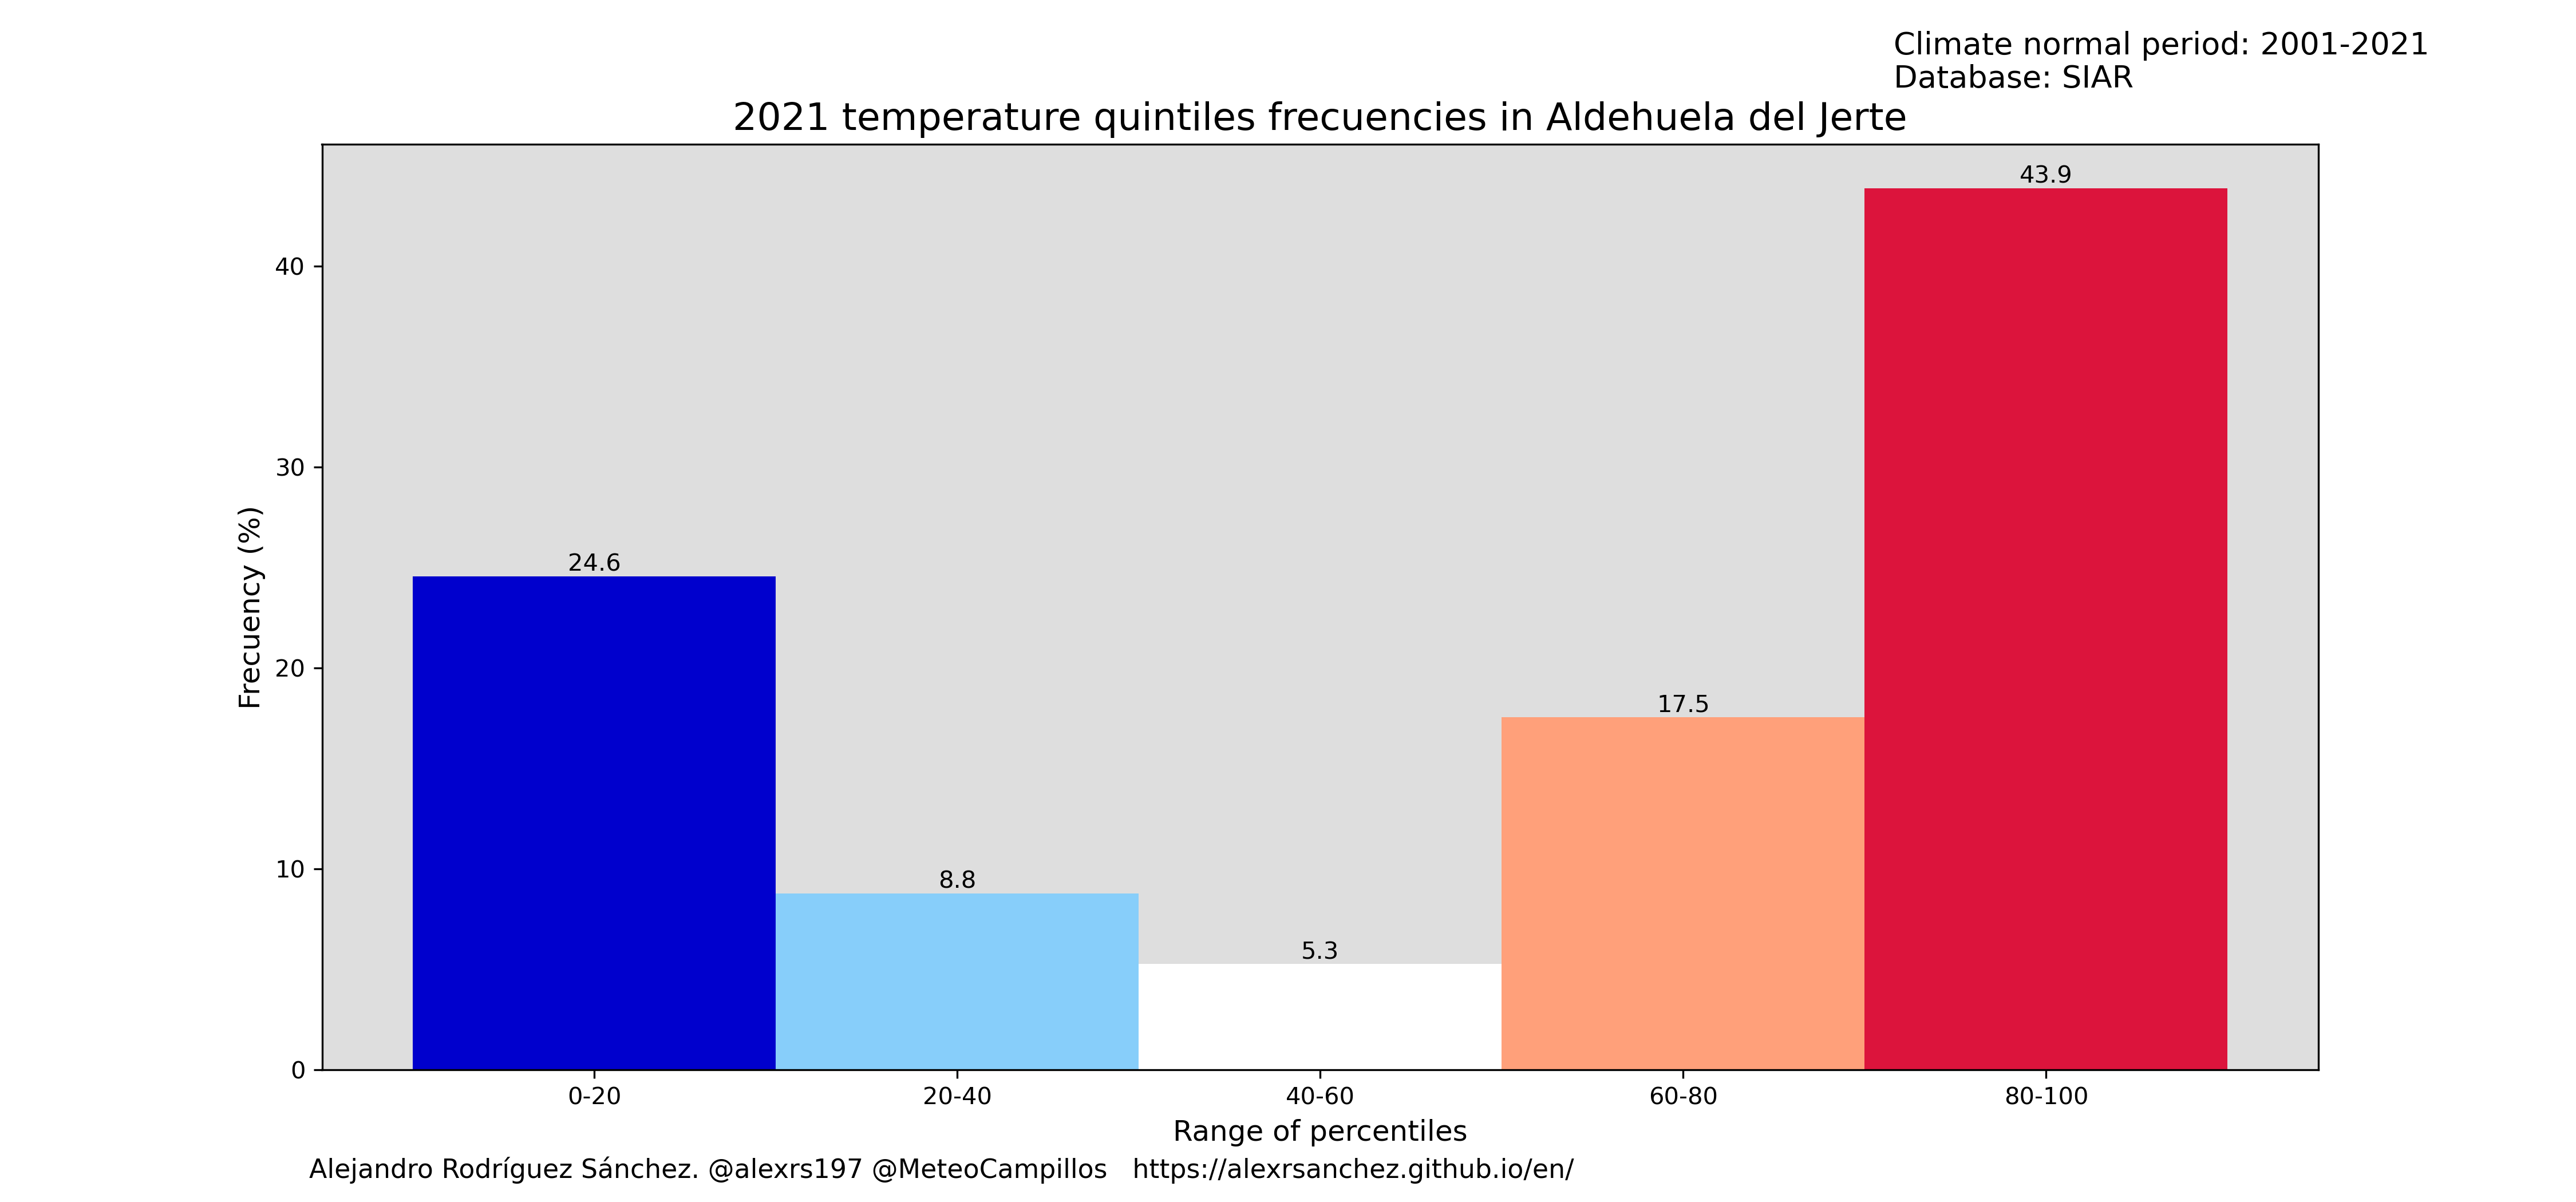 Climate normal period: 2001-2021
Database: SIAR
2021 temperature quintiles frecuencies in Aldehuela del Jerte
43.9
40
30
24.6
Frecuency (%)
20
17.5
10
8.8
5.3
0
0-20 20-40 40-60 60-80 80-100
Range of percentiles
Alejandro Rodríguez Sánchez. @alexrs197 @MeteoCampillos https://alexrsanchez.github.io/en/